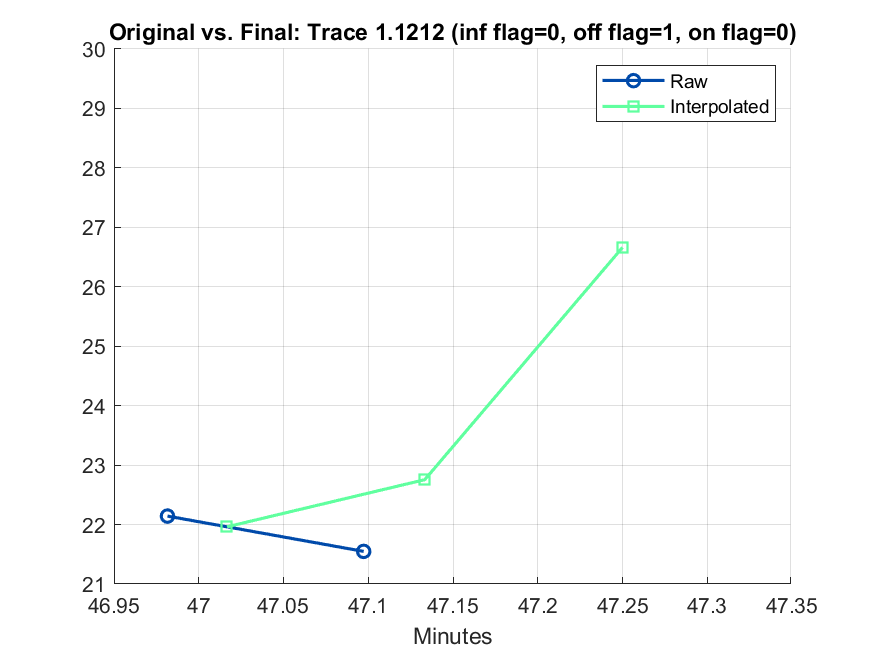 Original vs. Final: Trace 1.1212 (inf flag=0, off flag=1, on flag=0)
30
29
28
27
26
25
24
23
22
21
Raw
Interpolated
46.95 47 47.05 47.1 47.15 47.2 47.25 47.3 47.35
Minutes